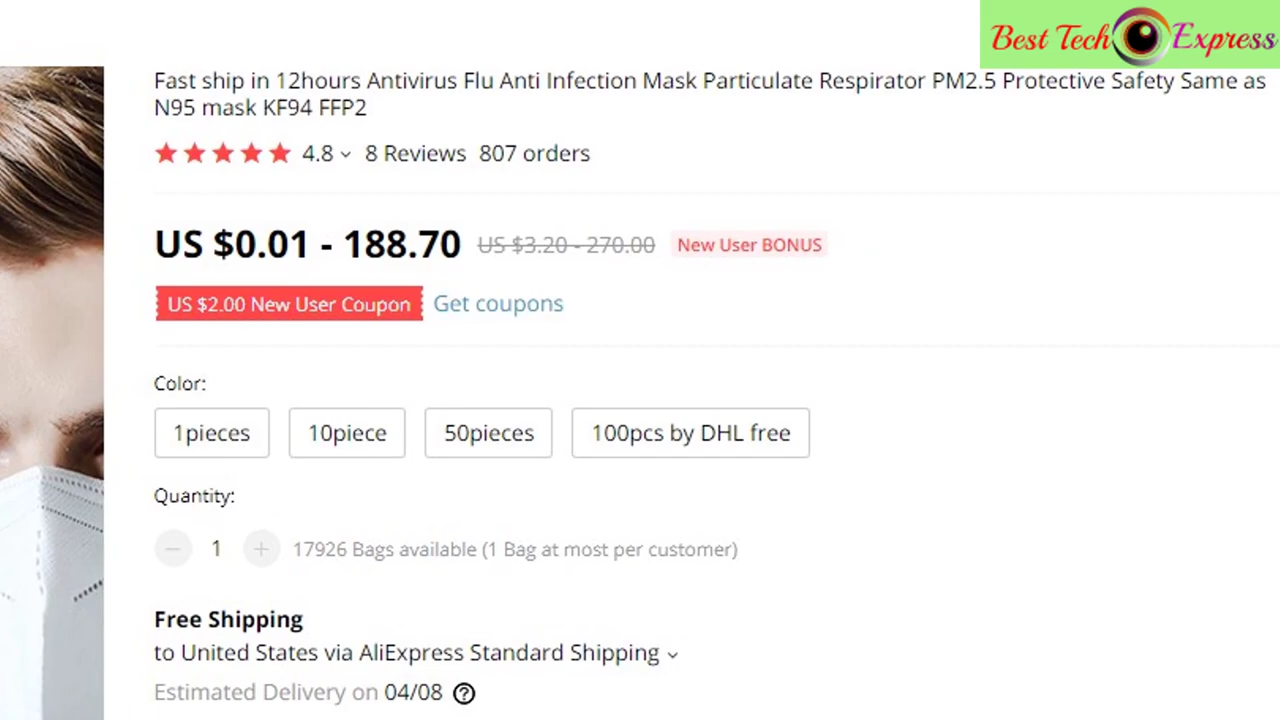 Best Tech Express
Fast ship in 12hours Antivirus Flu Anti Infection Mask Particulate Respirator PM2.5 Protective Safety Same as
N95 mask KF94 FFP2
4.8 8 Reviews 807 orders
US $0.01 - 188.70 US $3.20 - 270.00 New User BONUS
US $2.00 New User Coupon Get coupons
Color:
1pieces 10piece 50pieces 100pcs by DHL free
Quantity:
− 1 + 17926 Bags available (1 Bag at most per customer)
Free Shipping
to United States via AliExpress Standard Shipping
Estimated Delivery on 04/08 ?